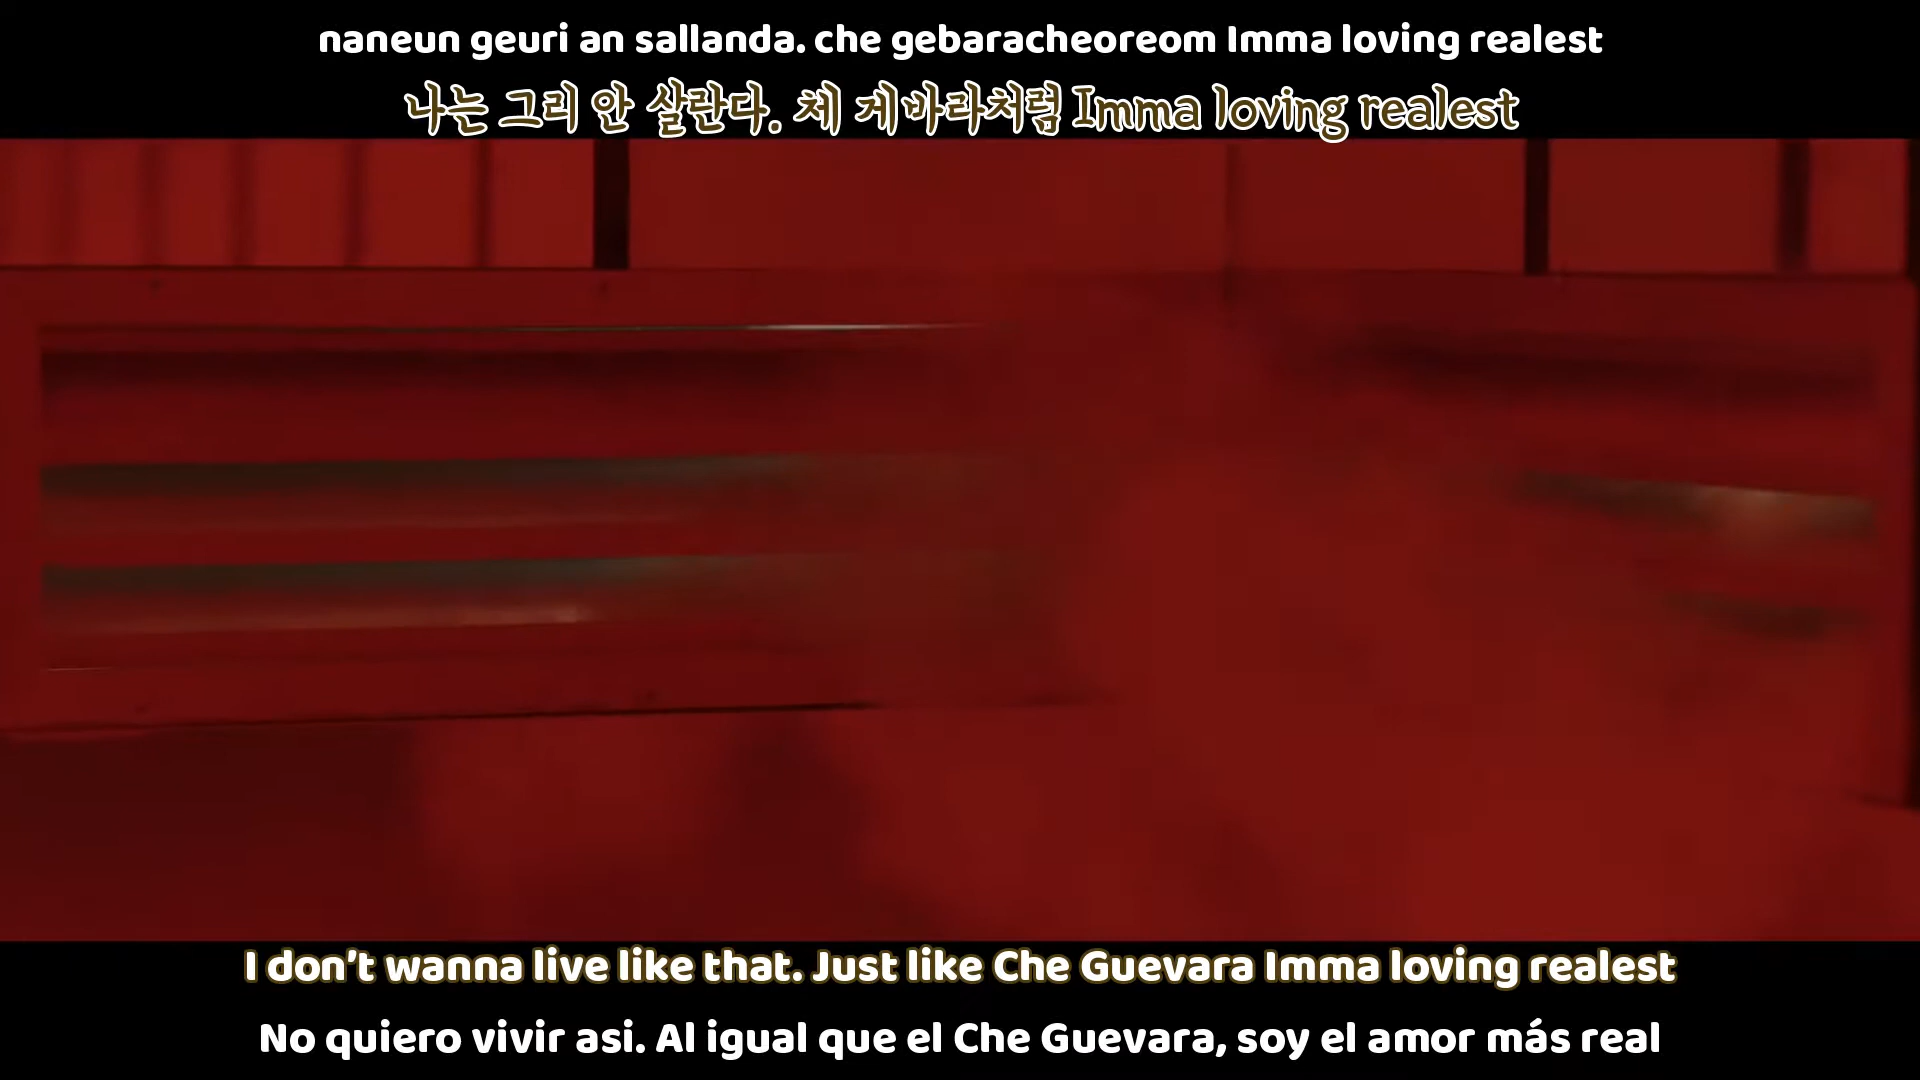 naneun geuri an sallanda. che gebaracheoreom Imma loving realest
나는 그리 안 살란다. 체 게바라처럼 Imma loving realest
I don't wanna live like that. Just like Che Guevara Imma loving realest
No quiero vivir asi. Al igual que el Che Guevara, soy el amor más real